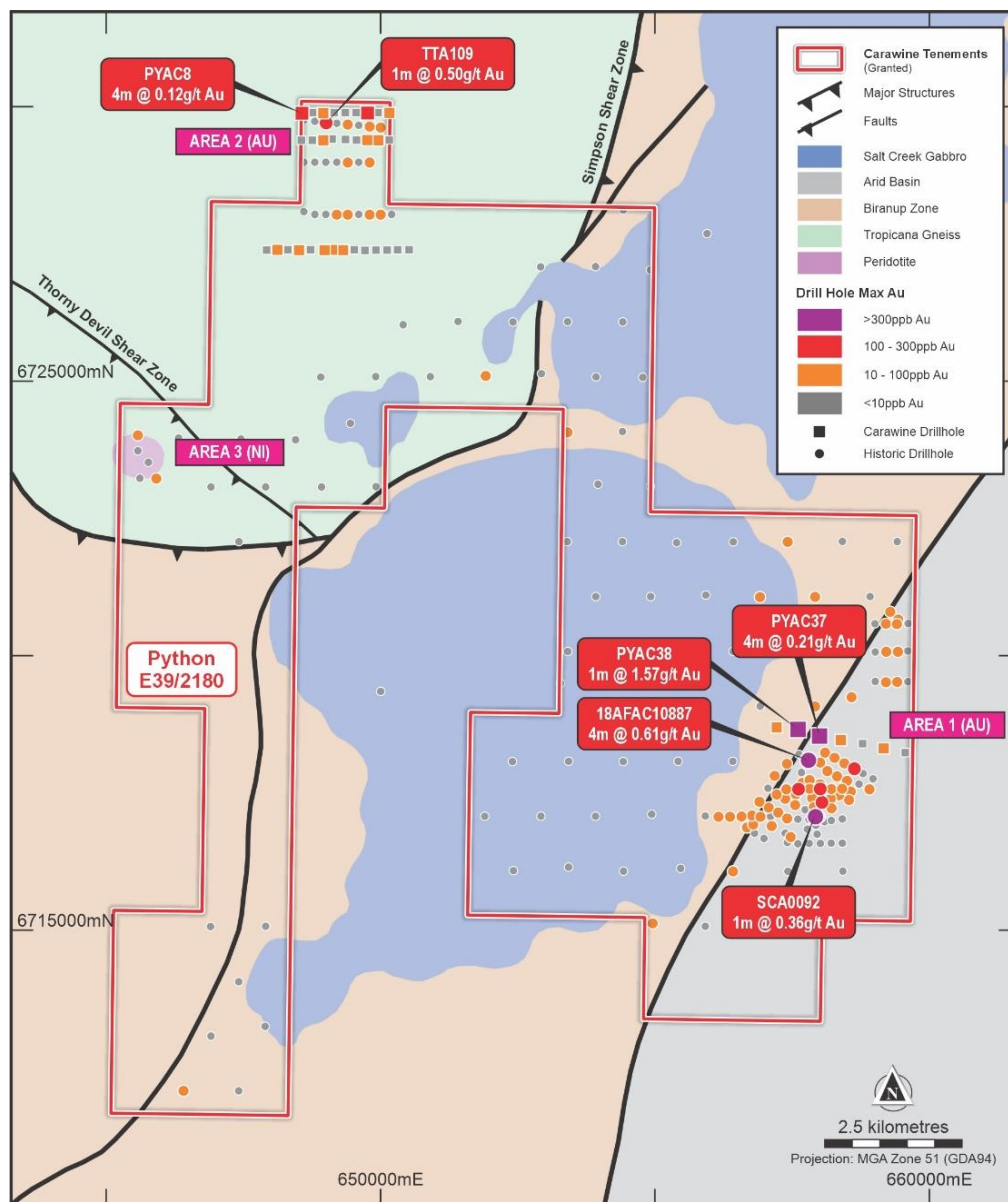 TTA109
1m @ 0.50g/t Au
PYAC8
4m @ 0.12g/t Au
AREA 2 (AU)
Simpson Shear Zone
Thorny Devil Shear Zone
6725000mN
AREA 3 (NI)
Python
E39/2180
PYAC37
4m @ 0.21g/t Au
PYAC38
1m @ 1.57g/t Au
18AFAC10887
4m @ 0.61g/t Au
AREA 1 (AU)
SCA0092
1m @ 0.36g/t Au
6715000mN
650000mE
660000mE
Carawine Tenements
(Granted)
Major Structures
Faults
Salt Creek Gabbro
Arid Basin
Biranup Zone
Tropicana Gneiss
Peridotite
Drill Hole Max Au
>300ppb Au
100 - 300ppb Au
10 - 100ppb Au
<10ppb Au
Carawine Drillhole
Historic Drillhole
N
2.5 kilometres
Projection: MGA Zone 51 (GDA94)